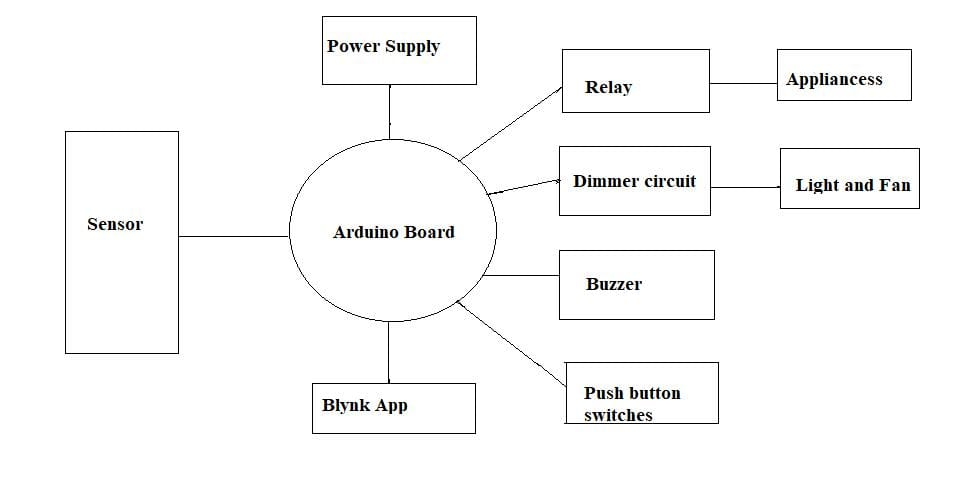 Power Supply
Relay
Appliancess
Dimmer circuit
Light and Fan
Sensor
Arduino Board
Buzzer
Push button
switches
Blynk App